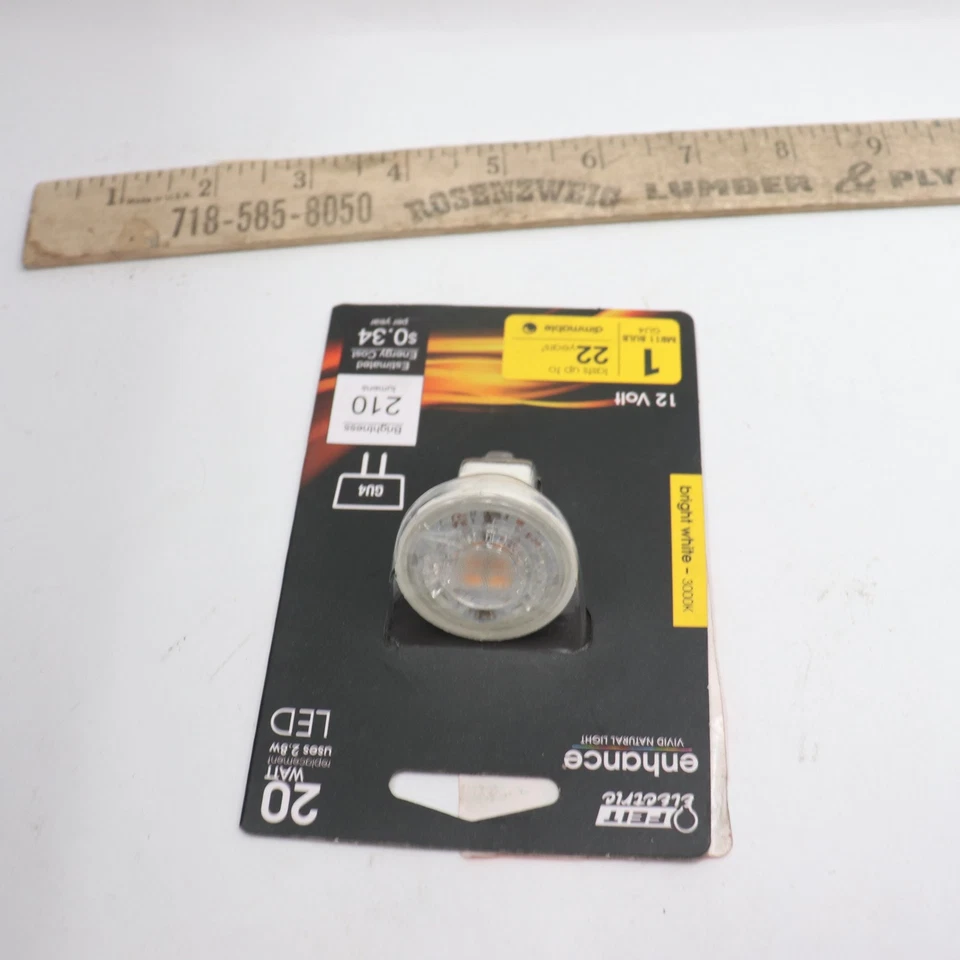 1 2 3 4 5 6 7 8 9
718-585-8050 ROSENZWEIG LUMBER & PLY
FEIT
ELECTRIC
enhance®
VIVID NATURAL LIGHT
20
WATT
replacement
uses 2.8w
LED
bright white - 3000K
GU4
12 Volt
Brightness
210
lumens
1
MR11 BULB
GU4
lasts up to
22
years*
dimmable
Estimated
Energy Cost
$0.34
per year